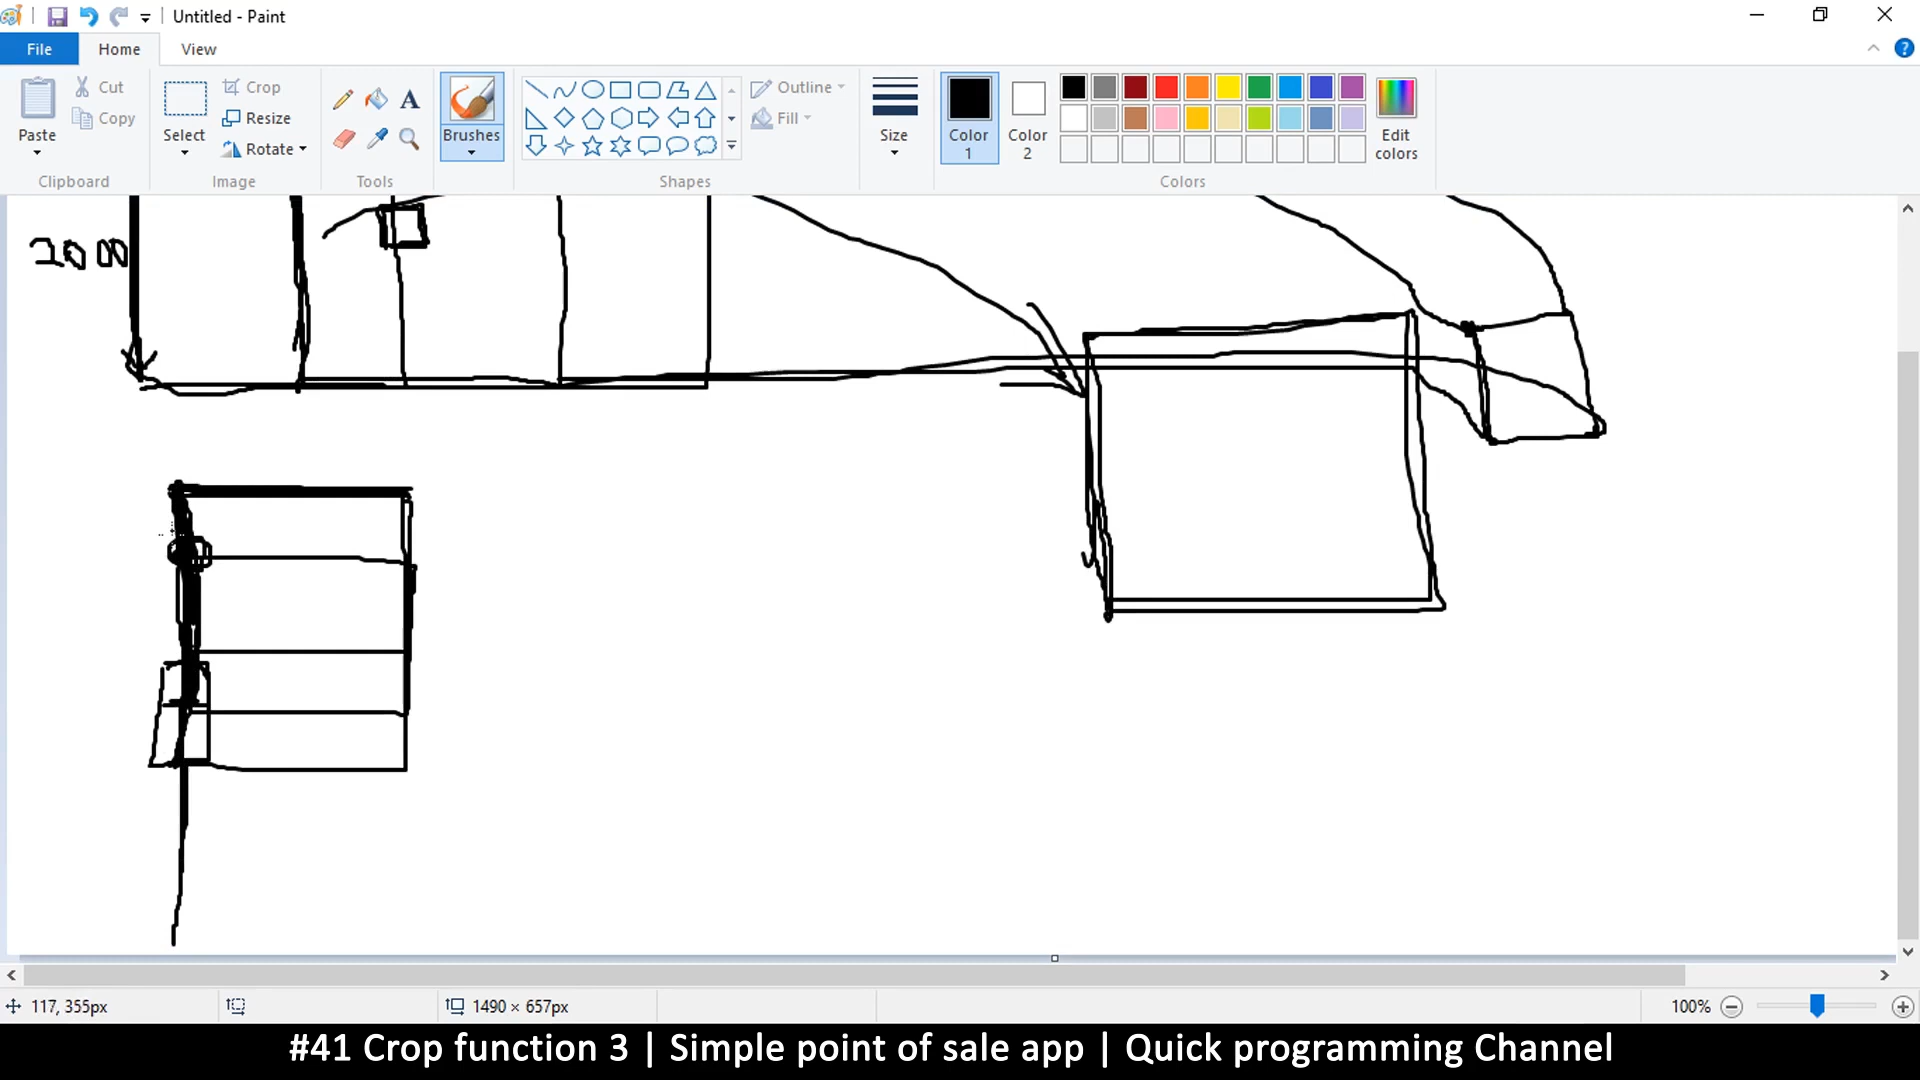 Untitled - Paint
File Home View
Paste Cut Copy
Clipboard
Select Crop Resize Rotate
Image
Tools
Brushes
Shapes
Outline Fill
Size
Color 1 Color 2
Edit colors
Colors
2000
117, 355px 1490 × 657px 100%
#41 Crop function 3 | Simple point of sale app | Quick programming Channel